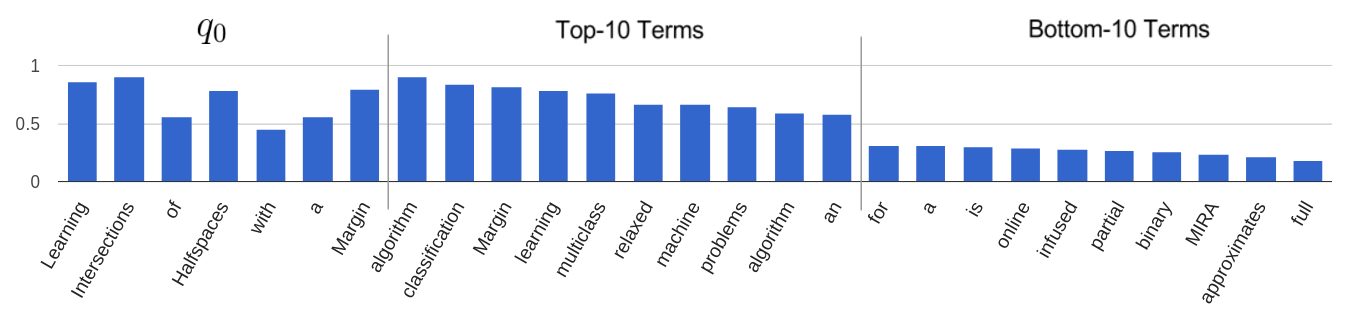 q0
Top-10 Terms
Bottom-10 Terms
1
0.5
0
Learning
Intersections
of
Halfspaces
with
a
Margin
algorithm
classification
Margin
learning
multiclass
relaxed
machine
problems
algorithm
an
for
a
is
online
infused
partial
binary
MIRA
approximates
full